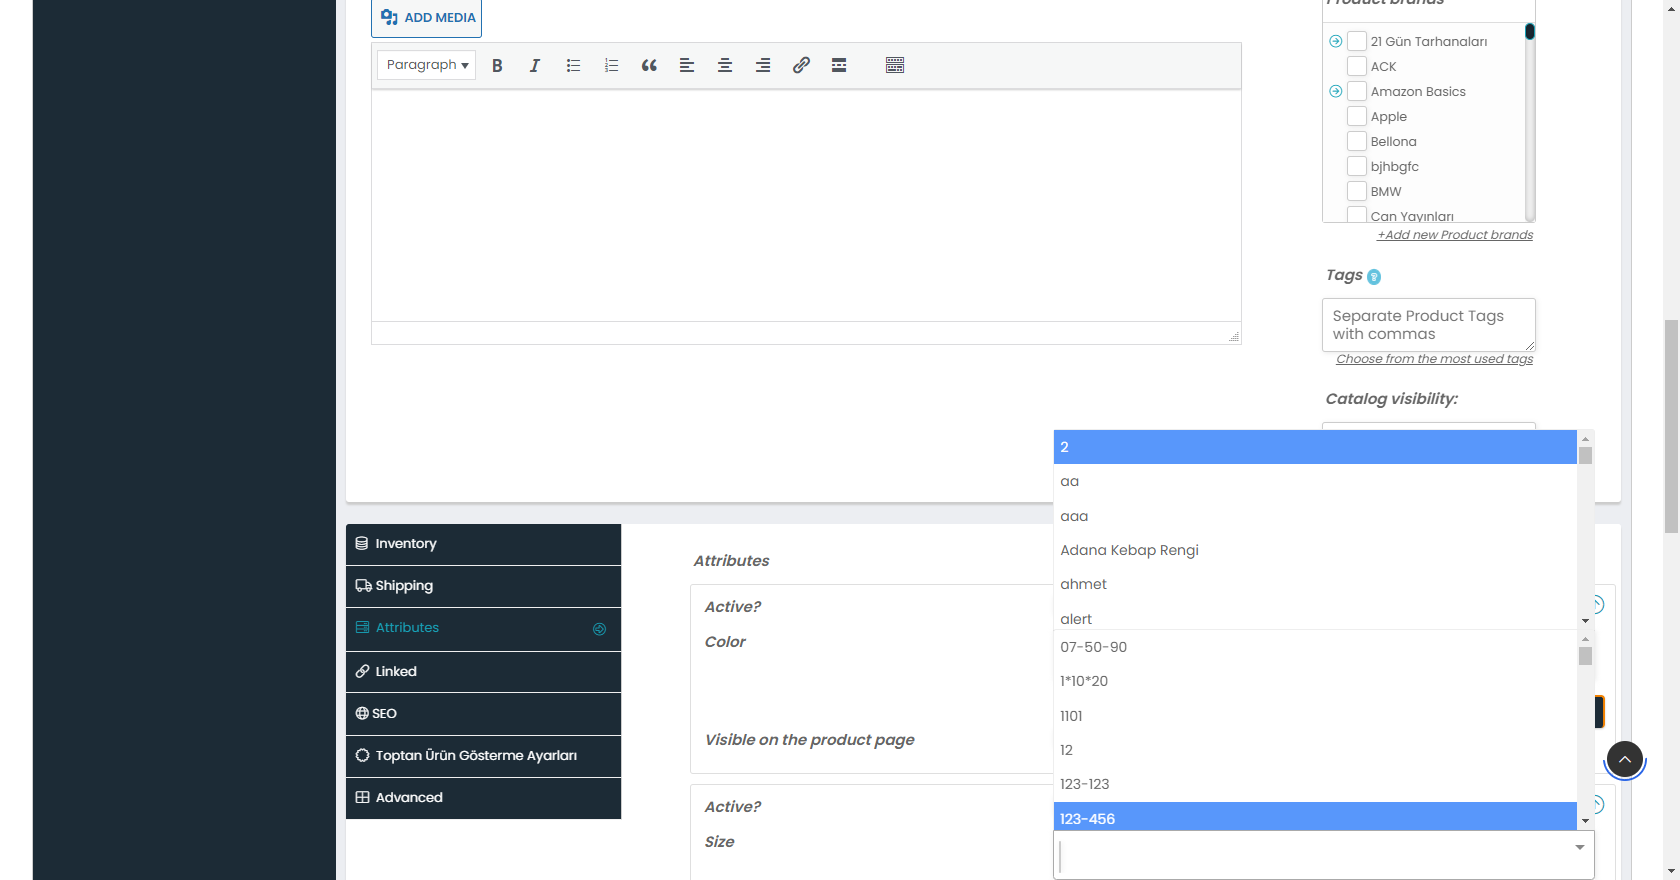 ADD MEDIA
Paragraph
B I
Product brands
21 Gün Tarhanaları
ACK
Amazon Basics
Apple
Bellona
bjhbgfc
BMW
Can Yayınları
+Add new Product brands
Tags ?
Separate Product Tags
with commas
Choose from the most used tags
Catalog visibility:
2
aa
aaa
Adana Kebap Rengi
ahmet
alert
07-50-90
1*10*20
1101
12
123-123
123-456
Inventory
Shipping
Attributes
Linked
SEO
Toptan Ürün Gösterme Ayarları
Advanced
Attributes
Active?
Color
Visible on the product page
Active?
Size